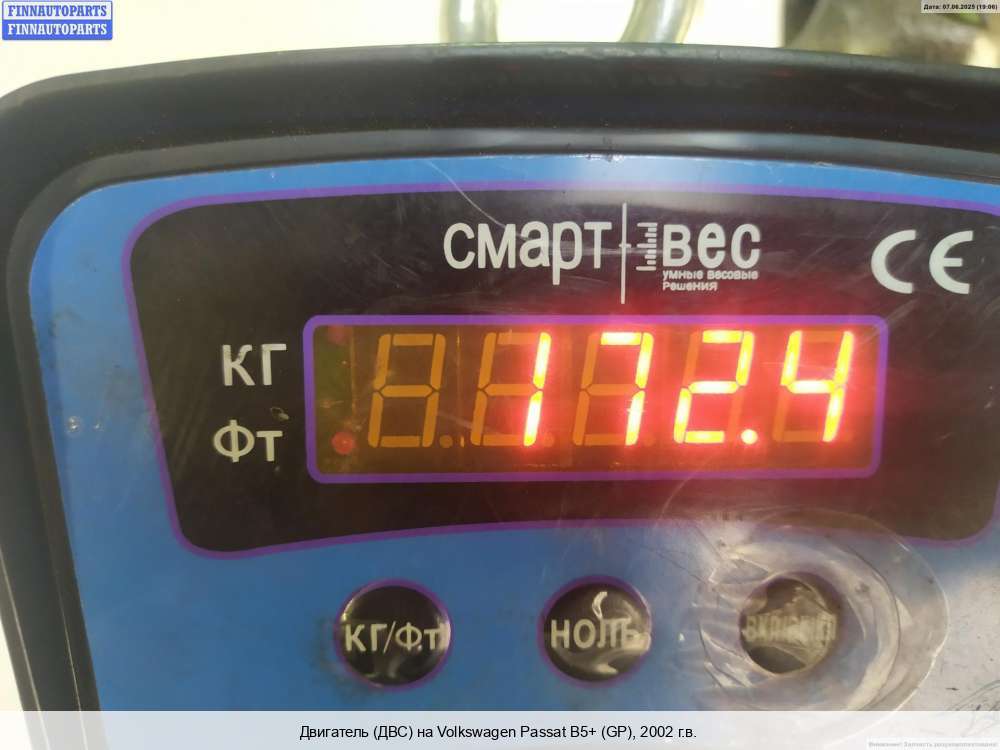 FINNAUTOPARTS
FINNAUTOPARTS
Дата: 07.06.2025 (19:06)
смарт вес
умные весовые
решения
CE
КГ
172.4
Фт
КГ/Фт
НОЛЬ
Двигатель (ДВС) на Volkswagen Passat B5+ (GP), 2002 г.в.